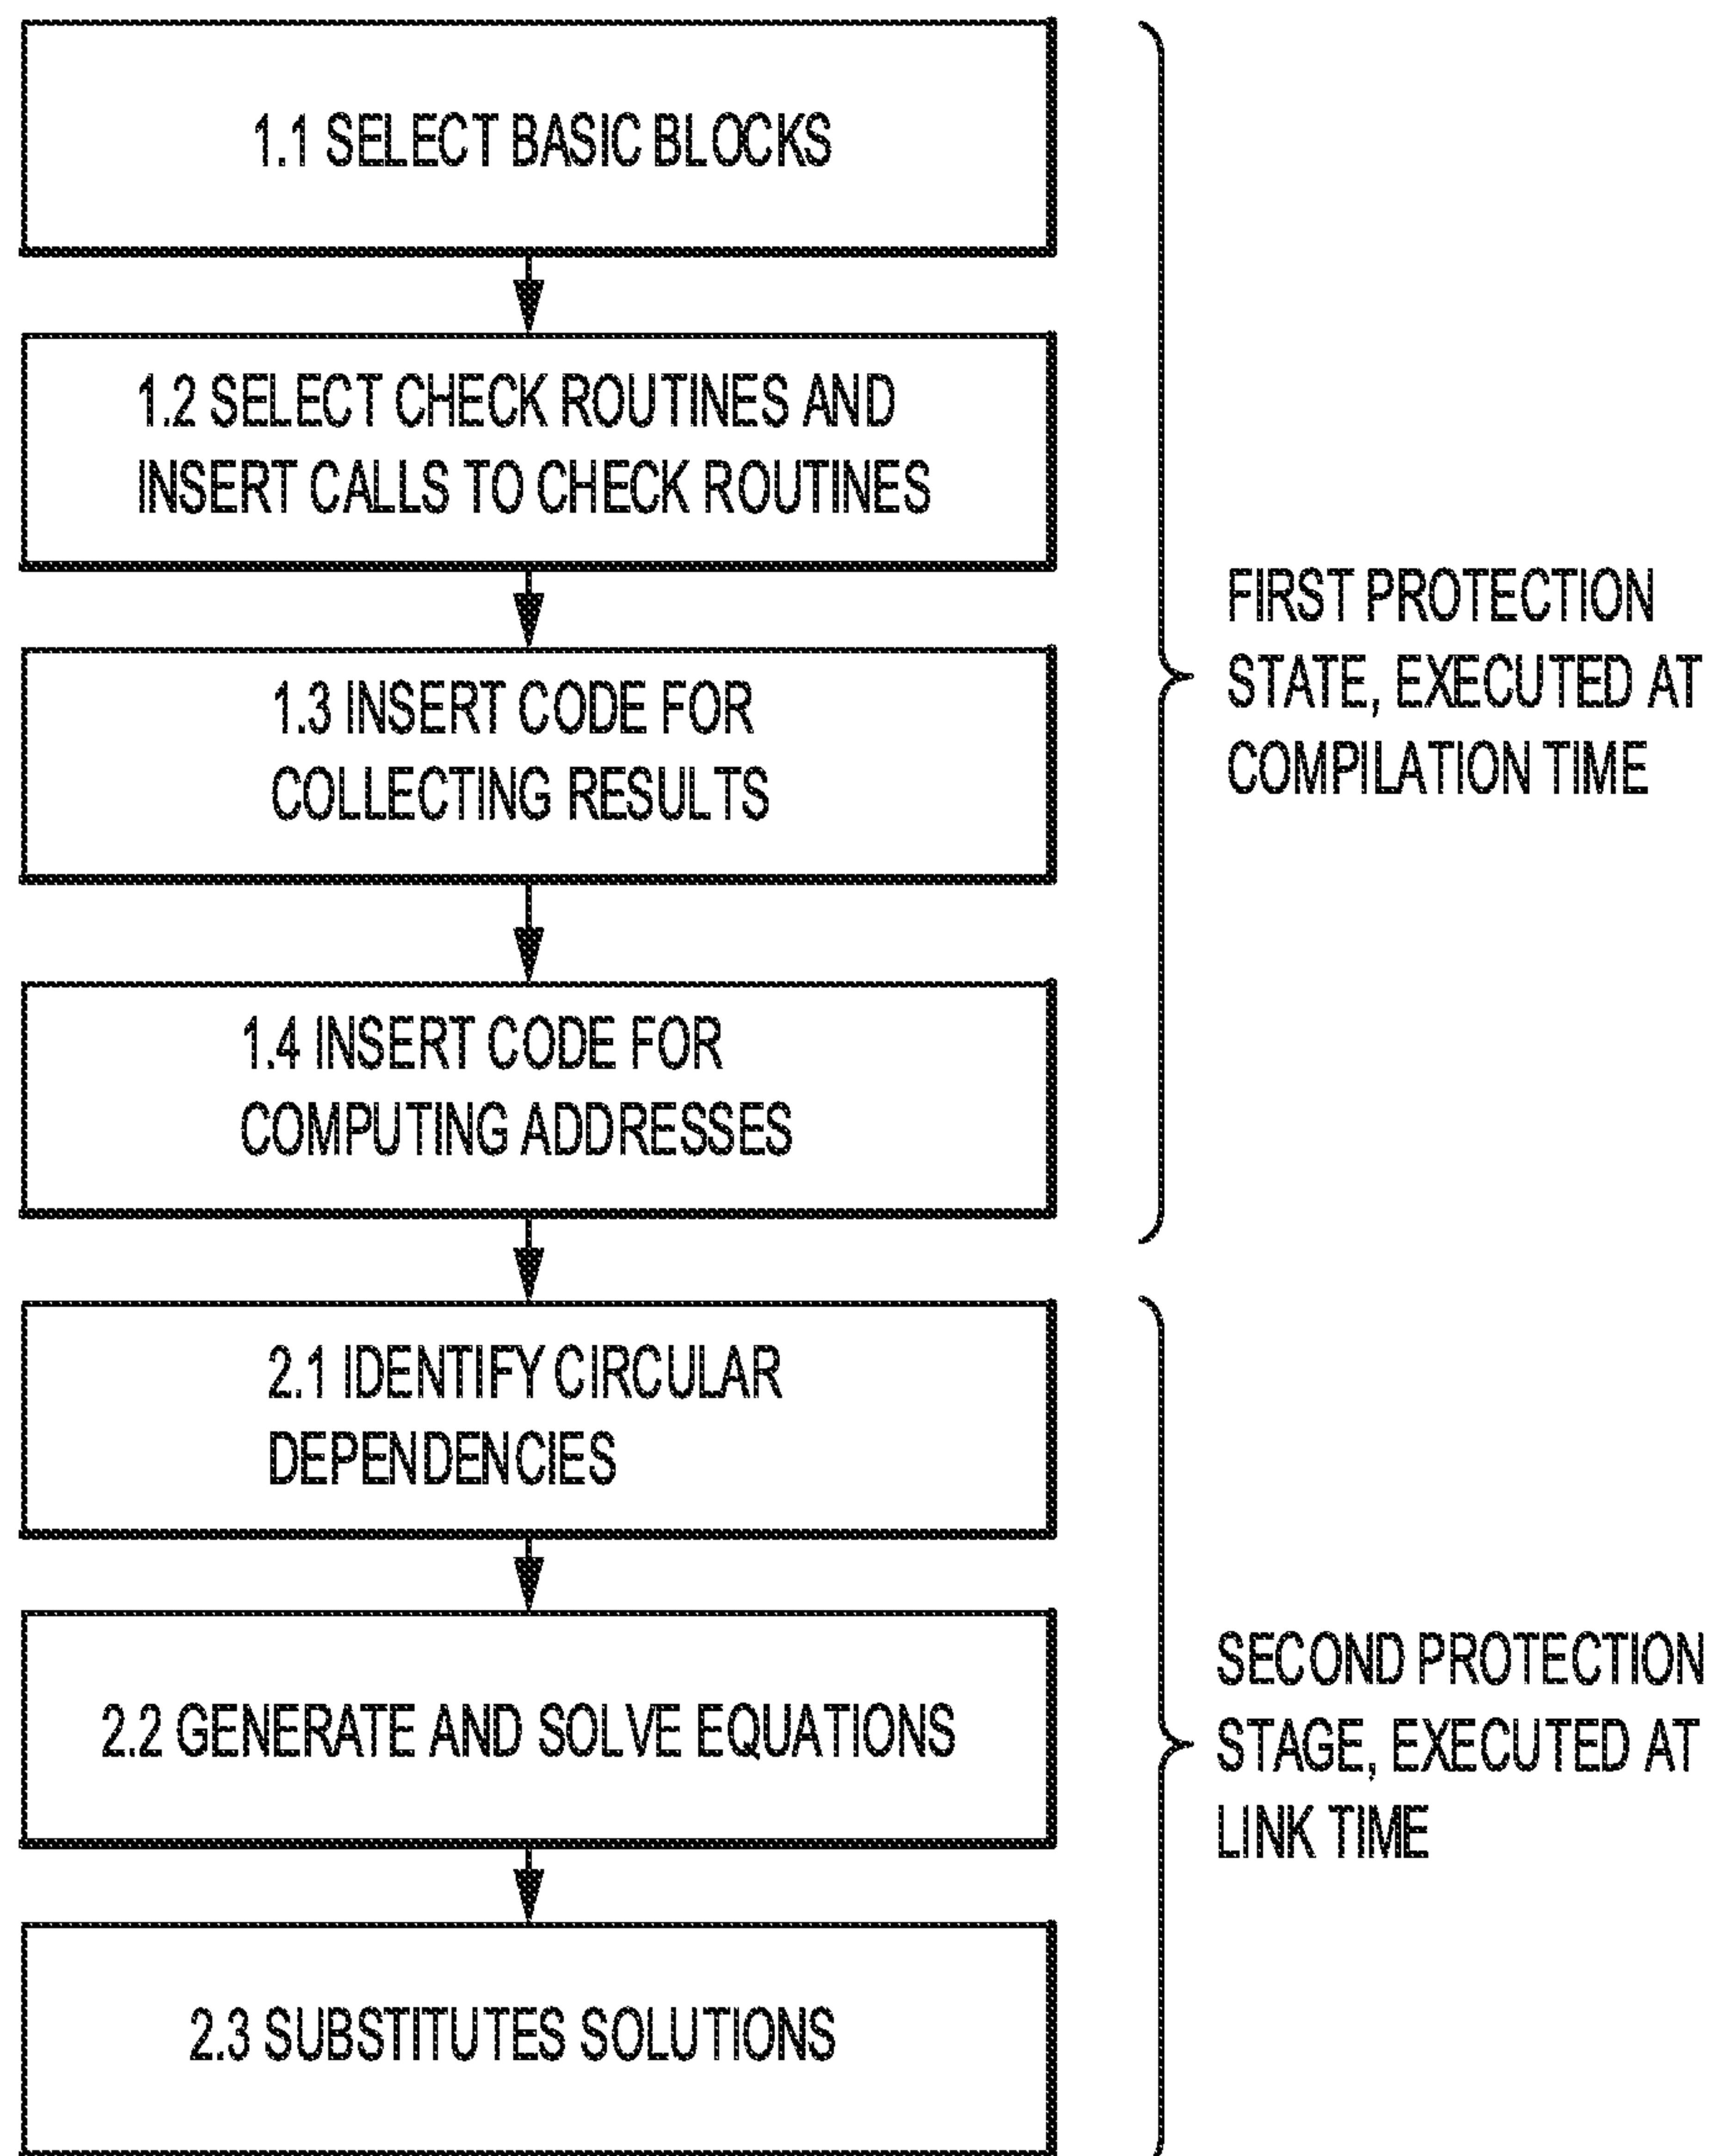 1.1 SELECT BASIC BLOCKS
1.2 SELECT CHECK ROUTINES AND
INSERT CALLS TO CHECK ROUTINES
1.3 INSERT CODE FOR
COLLECTING RESULTS
1.4 INSERT CODE FOR
COMPUTING ADDRESSES
FIRST PROTECTION
STATE, EXECUTED AT
COMPILATION TIME
2.1 IDENTIFY CIRCULAR
DEPENDENCIES
2.2 GENERATE AND SOLVE EQUATIONS
2.3 SUBSTITUTES SOLUTIONS
SECOND PROTECTION
STAGE, EXECUTED AT
LINK TIME